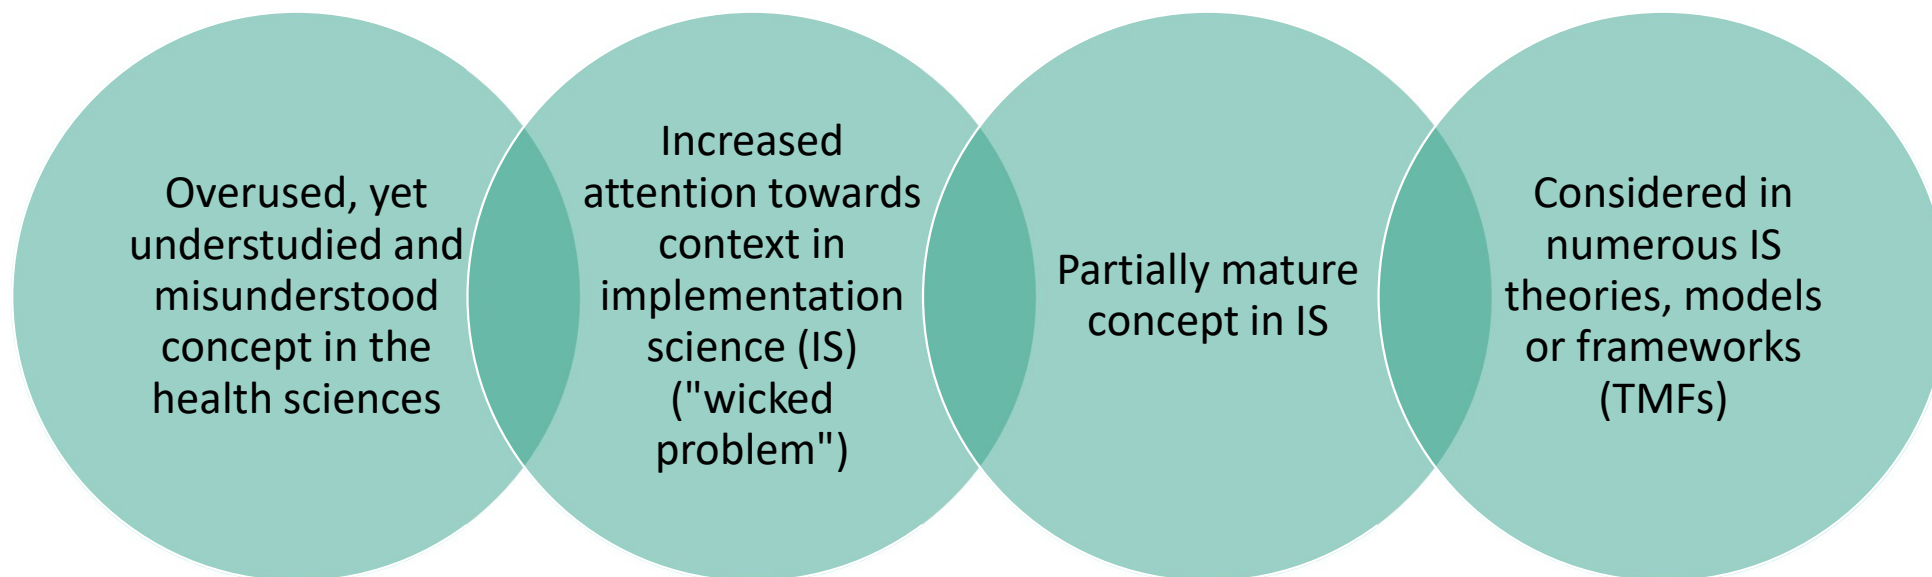 Overused, yet
understudied and
misunderstood
concept in the
health sciences
Increased
attention towards
context in
implementation
science (IS)
("wicked
problem")
Partially mature
concept in IS
Considered in
numerous IS
theories, models
or frameworks
(TMFs)